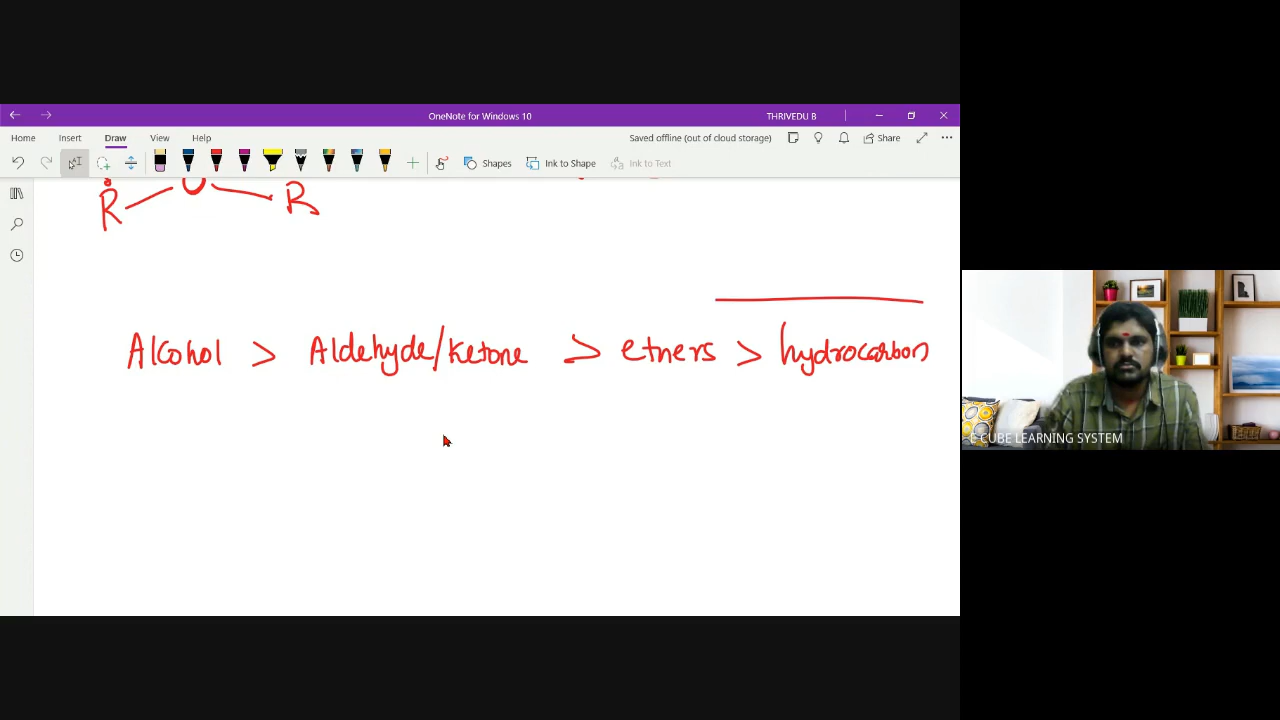 OneNote for Windows 10
THRIVEDU B
Home Insert Draw View Help
Saved offline (out of cloud storage)
Share
Shapes
Ink to Shape
Ink to Text
R O R
Alcohol > Aldehyde/ketone > ethers > hydrocarbon
E CUBE LEARNING SYSTEM